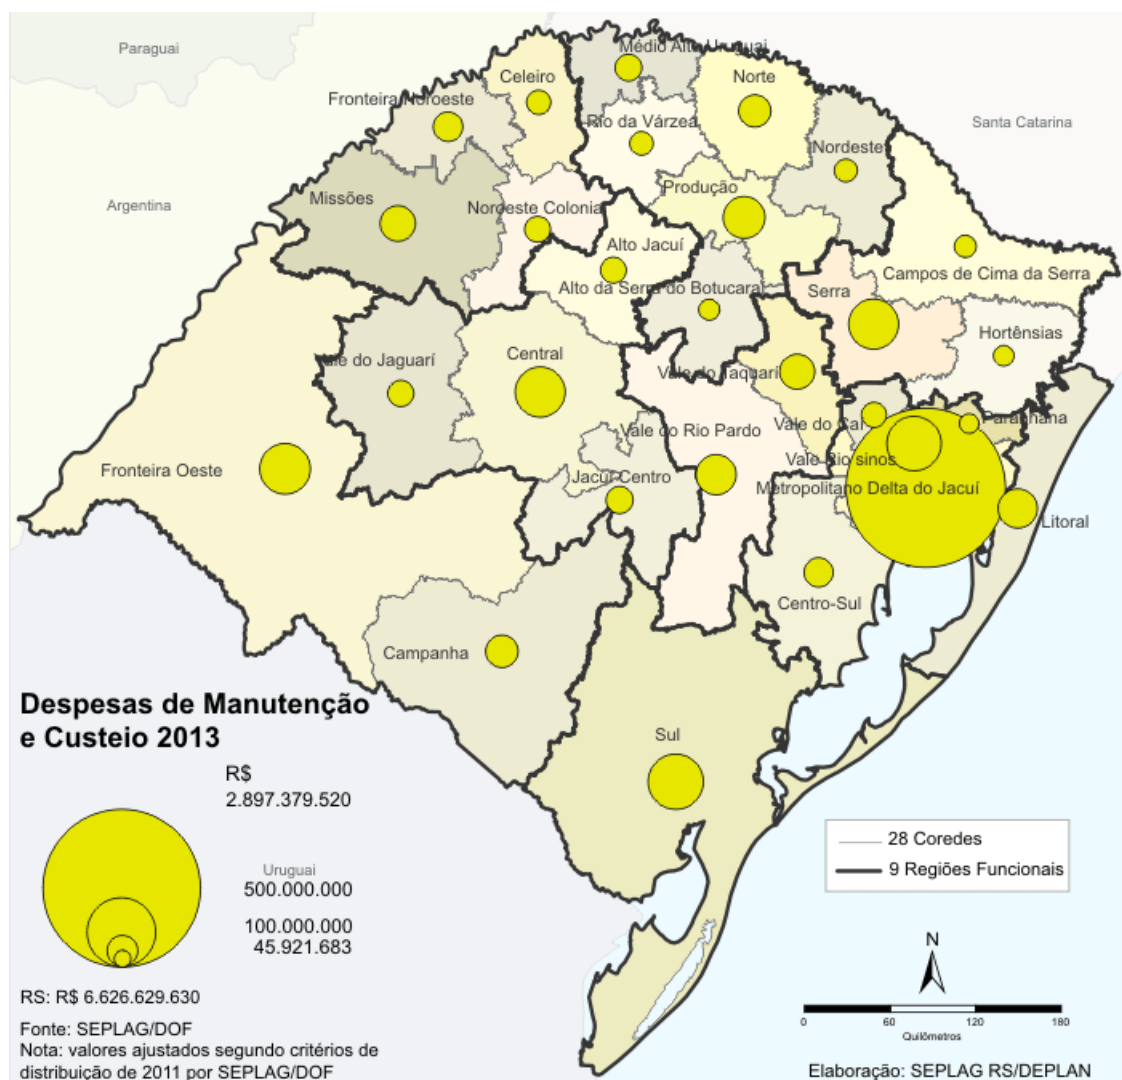 Paraguai
Médio Alto Uruguai
Celeiro
Norte
Fronteira Noroeste
Rio da Várzea
Santa Catarina
Nordeste
Produção
Missões
Argentina
Noroeste Colonial
Alto Jacuí
Campos de Cima da Serra
Alto da Serra do Botucaraí
Serra
Hortênsias
Central
Vale do Jaguarí
Vale do Taquarí
Paranhana
Vale do Caí
Vale do Rio Pardo
Vale Rio sinos
Fronteira Oeste
Jacuí-Centro
Metropolitano Delta do Jacuí
Litoral
Centro-Sul
Campanha
Sul
Despesas de Manutenção
e Custeio 2013
R$
2.897.379.520
Uruguai
500.000.000
100.000.000
45.921.683
RS: R$ 6.626.629.630
Fonte: SEPLAG/DOF
Nota: valores ajustados segundo critérios de
distribuição de 2011 por SEPLAG/DOF
28 Coredes
9 Regiões Funcionais
N
0 60 120 180
Quilômetros
Elaboração: SEPLAG RS/DEPLAN